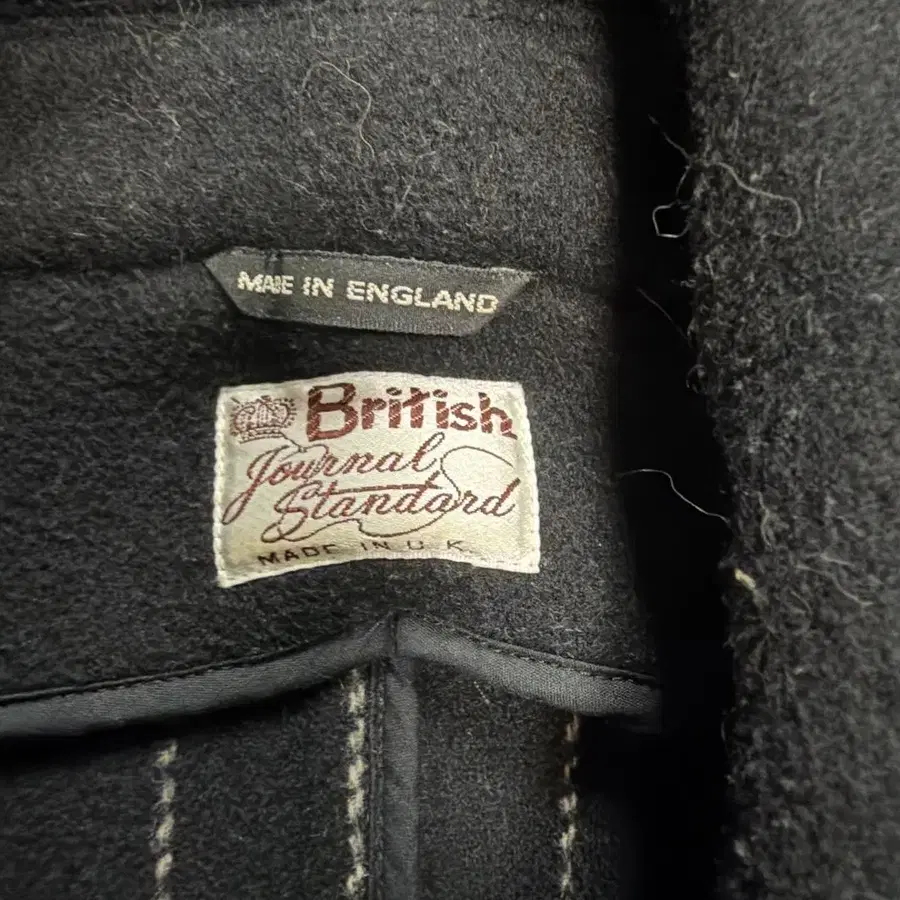 MADE IN ENGLAND
British
Journal
Standard
MADE IN U.K.